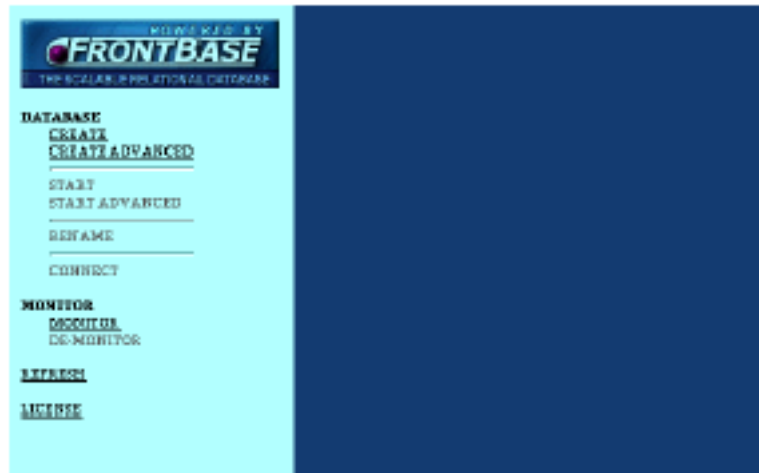 POWERED BY
FRONTBASE
THE SCALABLE RELATIONAL DATABASE
DATABASE
CREATE
CREATE ADVANCED
START
START ADVANCED
RENAME
CONNECT
MONITOR
MONITOR
DE-MONITOR
REFRESH
LICENSE